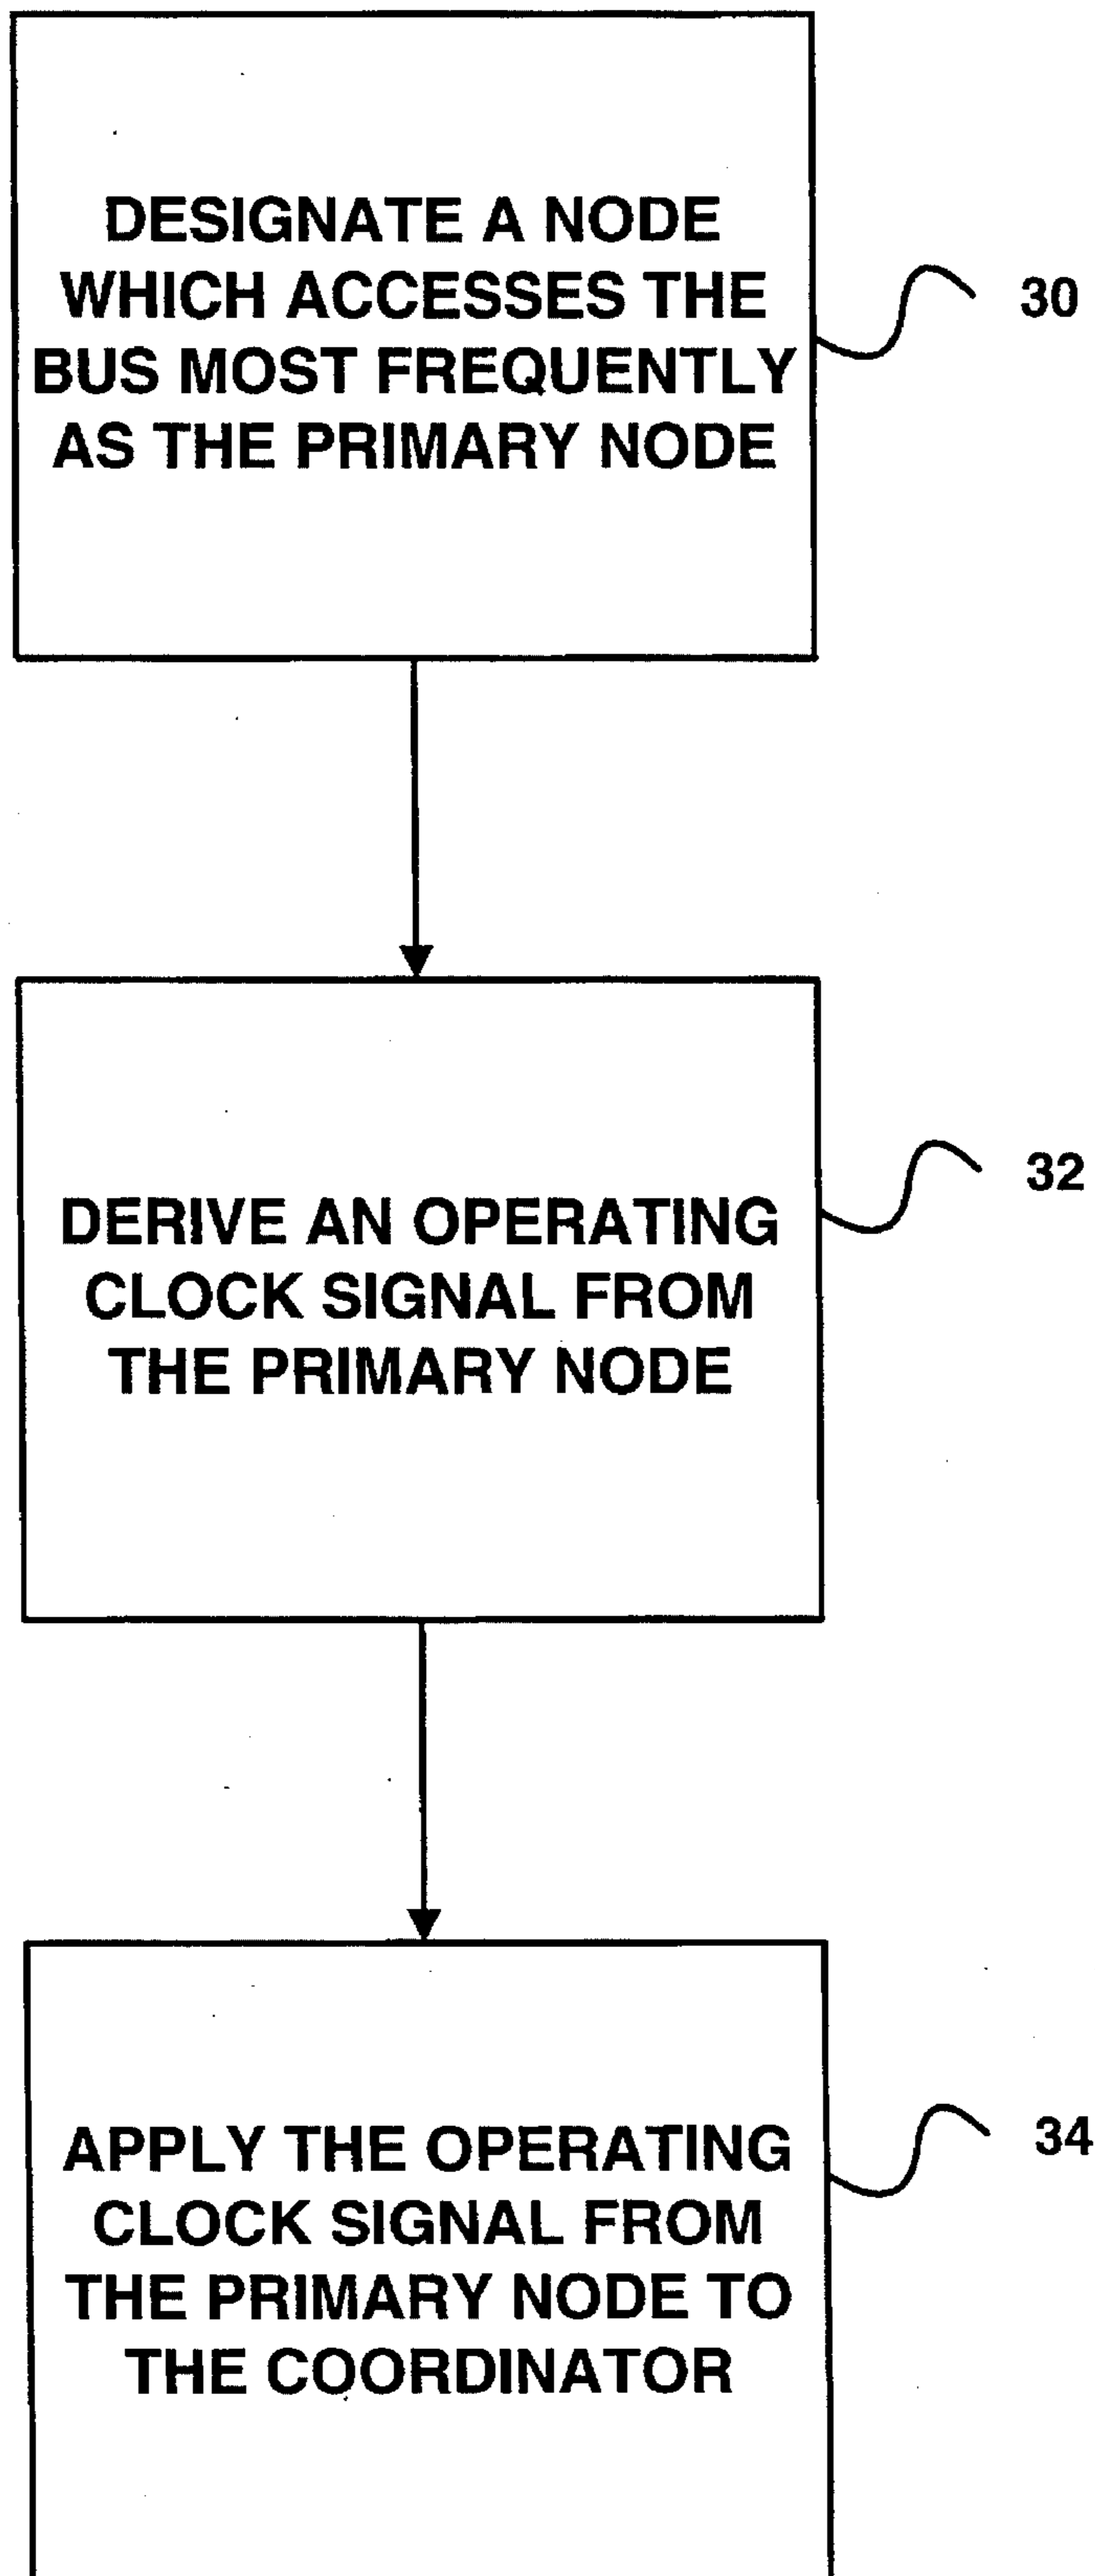 DESIGNATE A NODE
WHICH ACCESSES THE
BUS MOST FREQUENTLY
AS THE PRIMARY NODE
30
DERIVE AN OPERATING
CLOCK SIGNAL FROM
THE PRIMARY NODE
32
APPLY THE OPERATING
CLOCK SIGNAL FROM
THE PRIMARY NODE TO
THE COORDINATOR
34